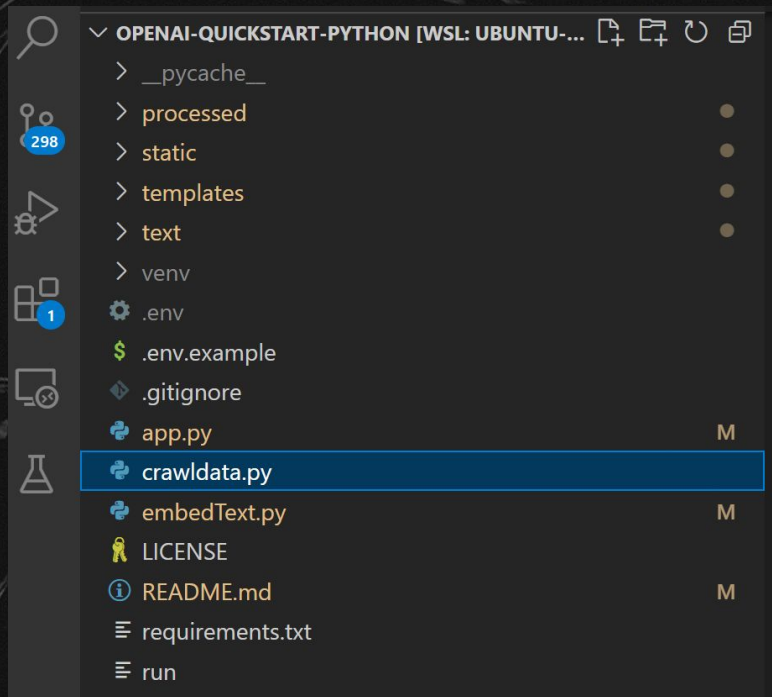 OPENAI-QUICKSTART-PYTHON [WSL: UBUNTU-...
__pycache__
processed
298
static
templates
text
venv
1
.env
$ .env.example
.gitignore
app.py M
crawldata.py
embedText.py M
LICENSE
README.md M
requirements.txt
run